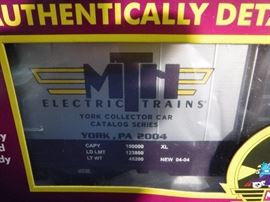 AUTHENTICALLY DETA
MTH
ELECTRIC TRAINS
YORK COLLECTOR CAR
CATALOG SERIES
YORK, PA 2004
CAPY 100000 XL
LD LMT 123800
LT WT 45200 NEW 04-04